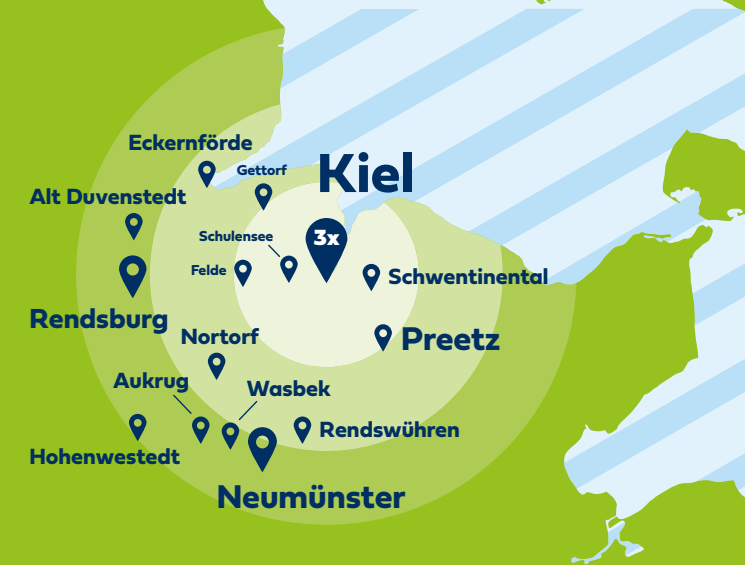 Eckernförde
Gettorf
Kiel
Alt Duvenstedt
Schulensee
3x
Felde
Schwentinental
Rendsburg
Nortorf
Preetz
Aukrug
Wasbek
Rendswühren
Hohenwestedt
Neumünster